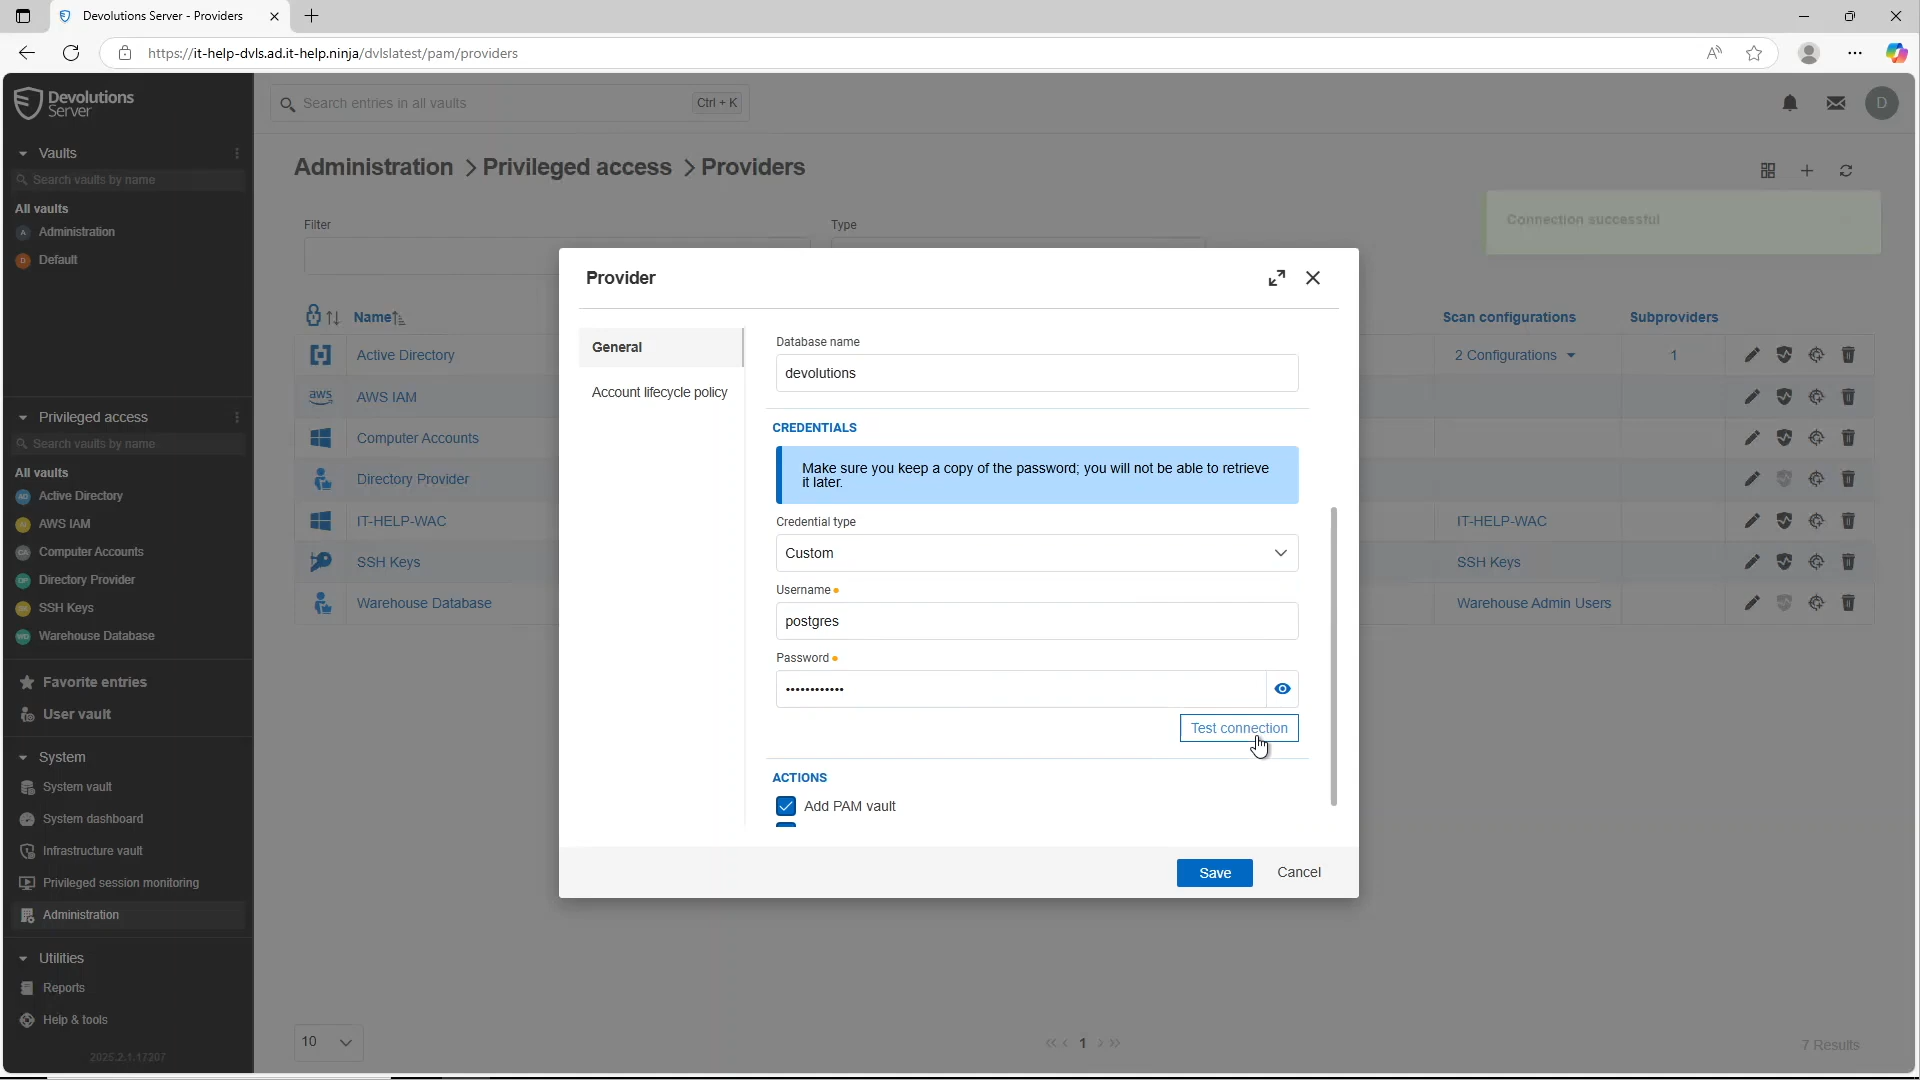 Devolutions Server - Providers
https://it-help-dvls.ad.it-help.ninja/dvlslatest/pam/providers
Devolutions
Server
Search entries in all vaults
Ctrl + K
D
Vaults
Search vaults by name
All vaults
A Administration
D Default
Privileged access
Search vaults by name
All vaults
AD Active Directory
AI AWS IAM
CA Computer Accounts
DP Directory Provider
SSH Keys
WD Warehouse Database
Favorite entries
User vault
System
System vault
System dashboard
Infrastructure vault
Privileged session monitoring
Administration
Utilities
Reports
Help & tools
2025.2.1.17307
Administration > Privileged access > Providers
Connection successful
Filter
Type
Name
Scan configurations
Subproviders
Active Directory
2 Configurations
1
aws
AWS IAM
Computer Accounts
Directory Provider
IT-HELP-WAC
IT-HELP-WAC
SSH Keys
SSH Keys
Warehouse Database
Warehouse Admin Users
Provider
General
Account lifecycle policy
Database name
devolutions
CREDENTIALS
Make sure you keep a copy of the password; you will not be able to retrieve
it later.
Credential type
Custom
Username
postgres
Password
••••••••••••
Test connection
ACTIONS
Add PAM vault
Save
Cancel
10
1
7 Results